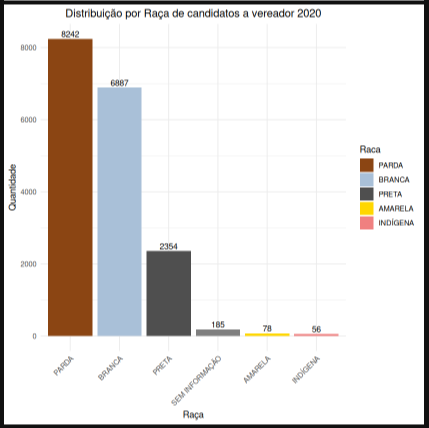 Distribuição por Raça de candidatos a vereador 2020
8242
8000
6887
6000
Quantidade
4000
2354
2000
185
78
56
0
PARDA
BRANCA
PRETA
SEM INFORMAÇÃO
AMARELA
INDÍGENA
Raça
Raca
PARDA
BRANCA
PRETA
AMARELA
INDÍGENA